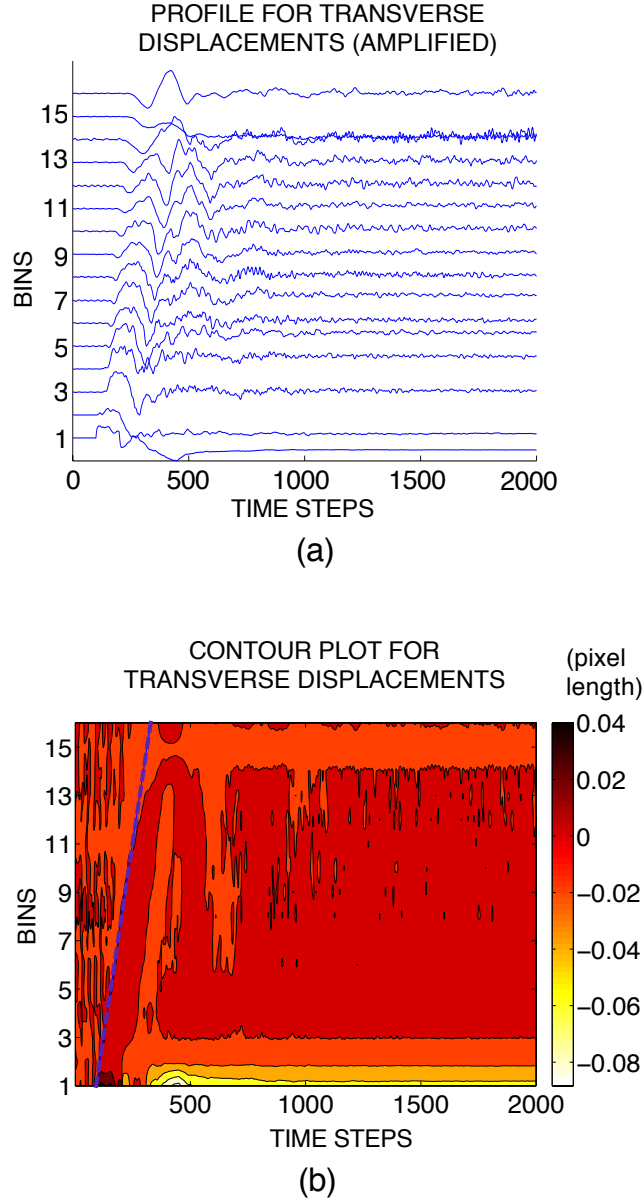 PROFILE FOR TRANSVERSE
DISPLACEMENTS (AMPLIFIED)
15
13
11
9
7
5
3
1
BINS
0 500 1000 1500 2000
TIME STEPS
(a)
CONTOUR PLOT FOR
TRANSVERSE DISPLACEMENTS
(pixel
length)
15
13
11
9
7
5
3
1
BINS
500 1000 1500 2000
TIME STEPS
0.04
0.02
0
−0.02
−0.04
−0.06
−0.08
(b)